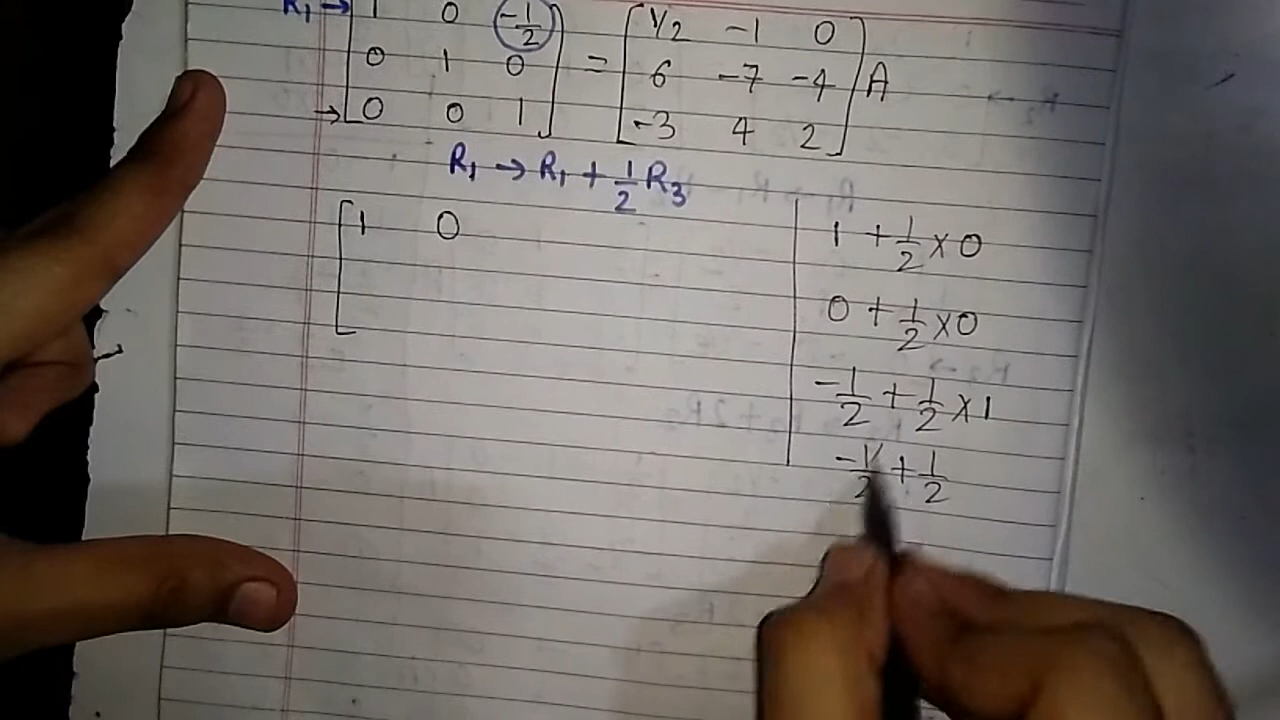 R₁ → 1 0 -1/2 = 1/2 -1 0
0 1 0 6 -7 -4 A
→ 0 0 1 -3 4 2
R₁ → R₁ + 1/2 R₃
1 0
1 + 1/2 × 0
0 + 1/2 × 0
-1/2 + 1/2 × 1
-1/2 + 1/2